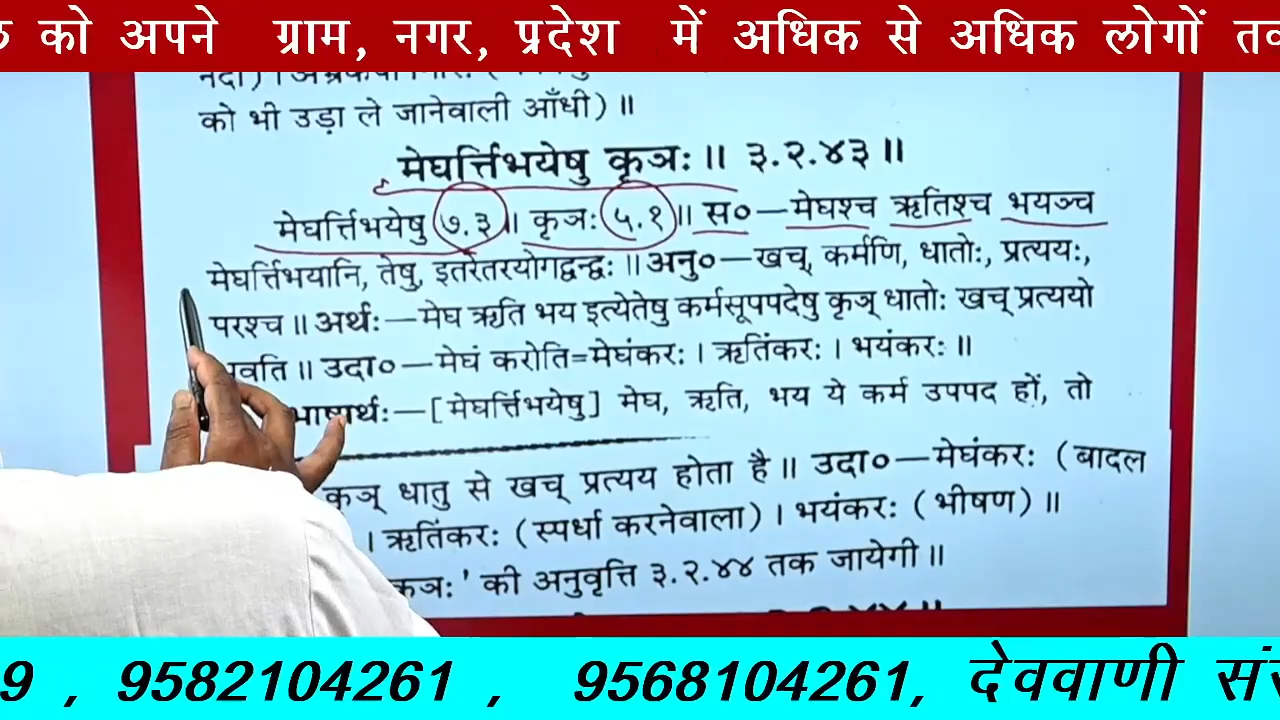 को अपने ग्राम, नगर, प्रदेश में अधिक से अधिक लोगों
को भी उड़ा ले जानेवाली आँधी) ॥
मेघर्त्तिभयेषु कृञः ॥ ३.२.४३ ॥
मेघर्त्तिभयेषु ७.३ ॥ कृञः ५.१ ॥ स०—मेघश्च ऋतिश्च भयञ्च
मेघर्त्तिभयानि, तेषु, इतरेतरयोगद्वन्द्वः ॥ अनु०—खच्, कर्मणि, धातोः, प्रत्ययः,
परश्च ॥ अर्थः—मेघ ऋति भय इत्येतेषु कर्मसूपपदेषु कृञ् धातोः खच् प्रत्ययो
वति ॥ उदा०—मेघं करोति=मेघंकरः । ऋतिंकरः । भयंकरः ॥
भाषार्थः—[मेघर्त्तिभयेषु] मेघ, ऋति, भय ये कर्म उपपद हों, तो
कृञ् धातु से खच् प्रत्यय होता है ॥ उदा०—मेघंकरः (बादल
। ऋतिंकरः (स्पर्धा करनेवाला) । भयंकरः (भीषण) ॥
कृञः' की अनुवृत्ति ३.२.४४ तक जायेगी ॥
9 , 9582104261 , 9568104261, देववाणी